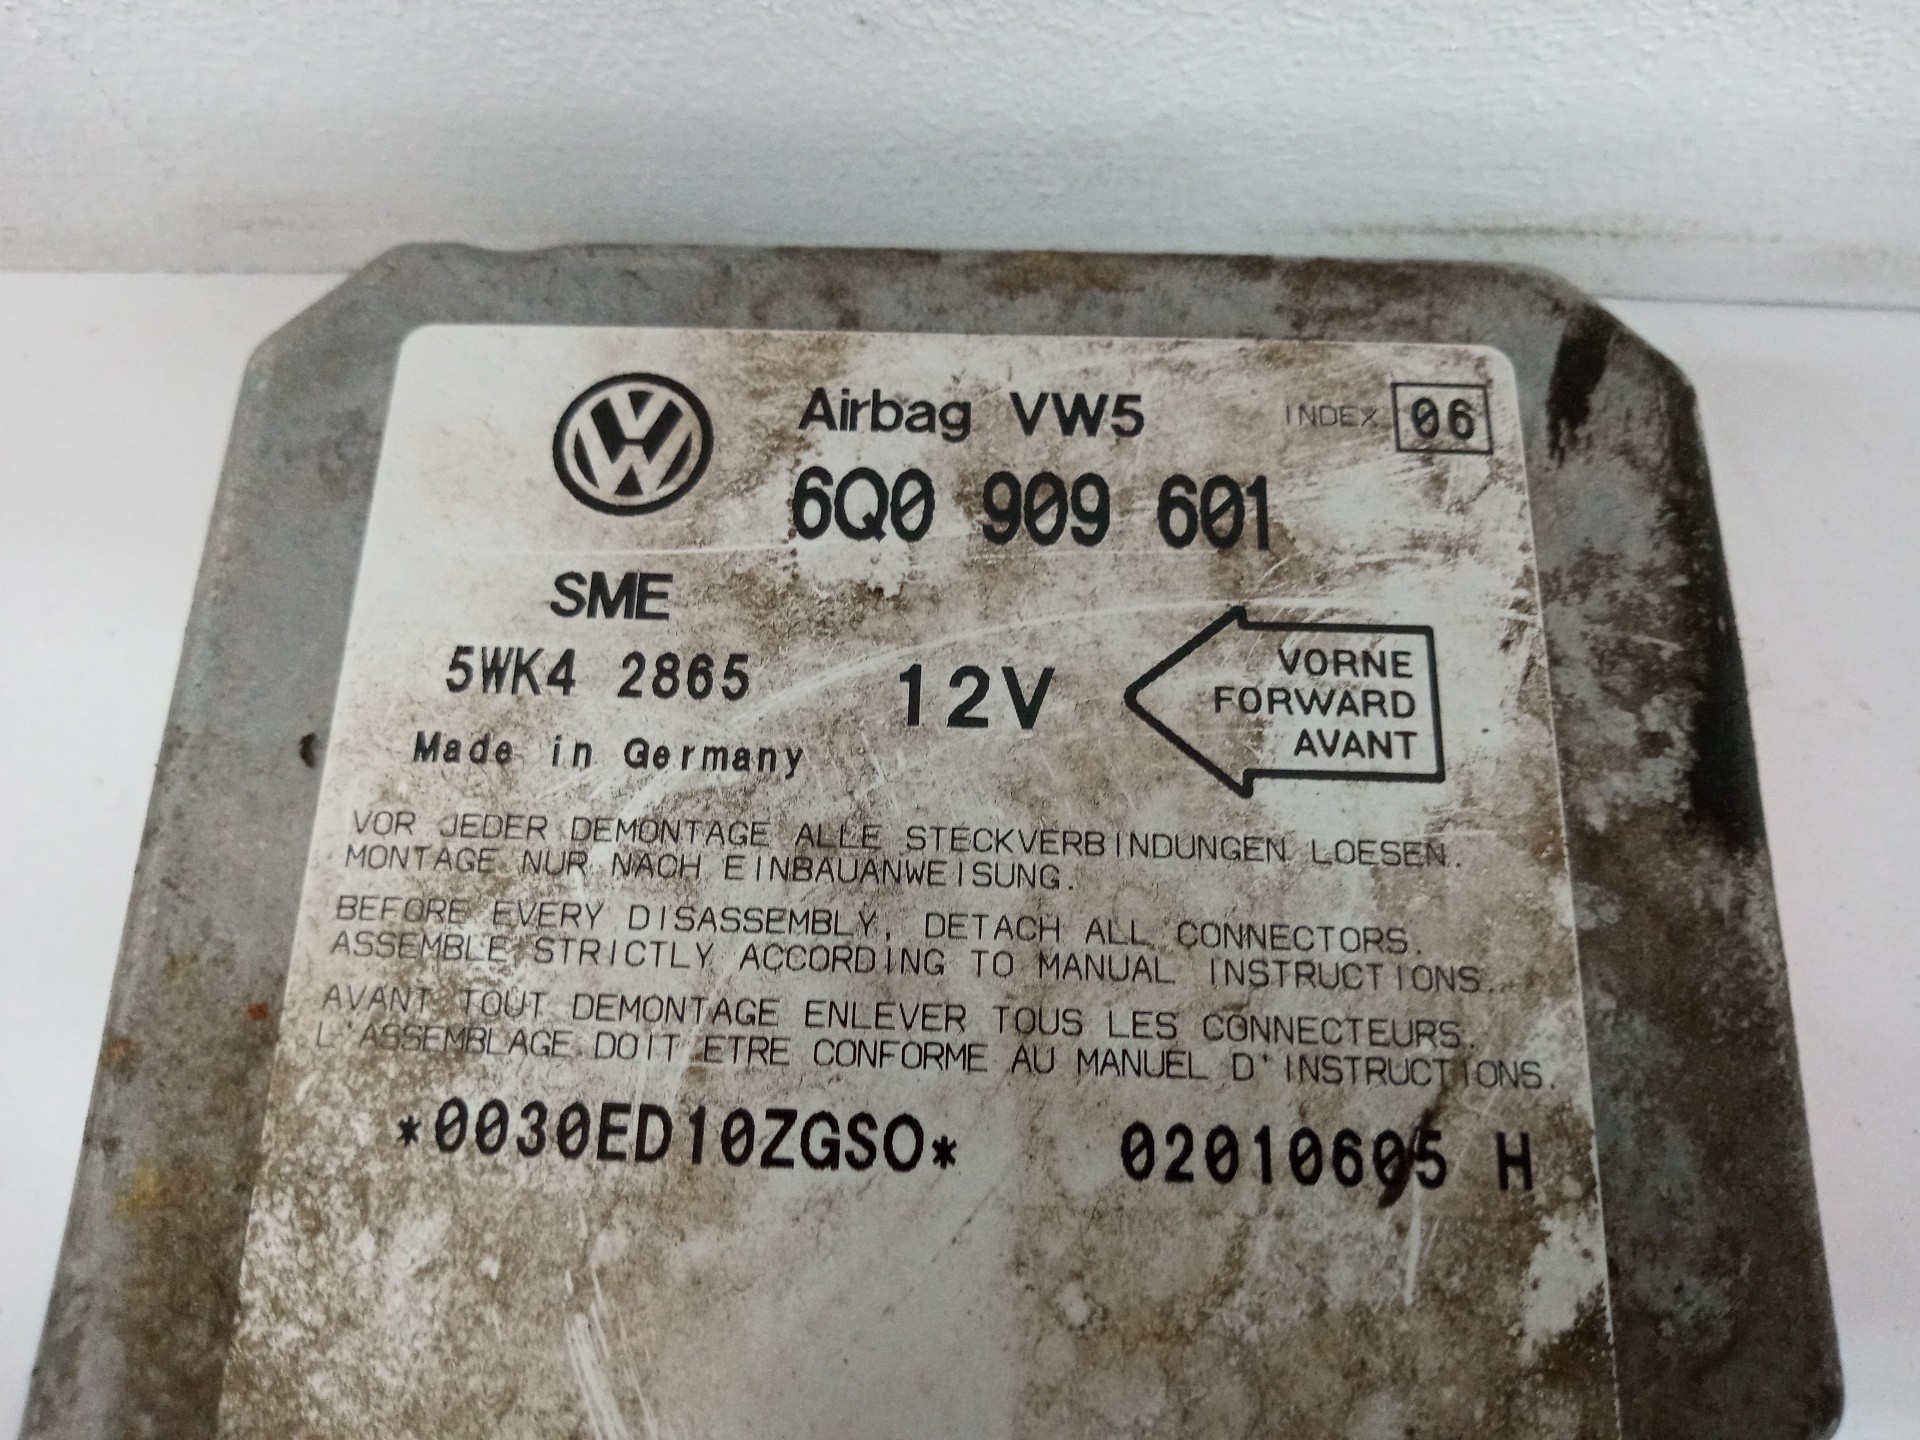 Airbag VW5
INDEX 06
6Q0 909 601
SME
5WK4 2865
12V
VORNE
FORWARD
AVANT
Made in Germany
VOR JEDER DEMONTAGE ALLE STECKVERBINDUNGEN LOESEN.
MONTAGE NUR NACH EINBAUANWEISUNG.
BEFORE EVERY DISASSEMBLY, DETACH ALL CONNECTORS.
ASSEMBLE STRICTLY ACCORDING TO MANUAL INSTRUCTIONS.
AVANT TOUT DEMONTAGE ENLEVER TOUS LES CONNECTEURS.
L'ASSEMBLAGE DOIT ETRE CONFORME AU MANUEL D'INSTRUCTIONS.
*0030ED10ZGSO*
02010605 H